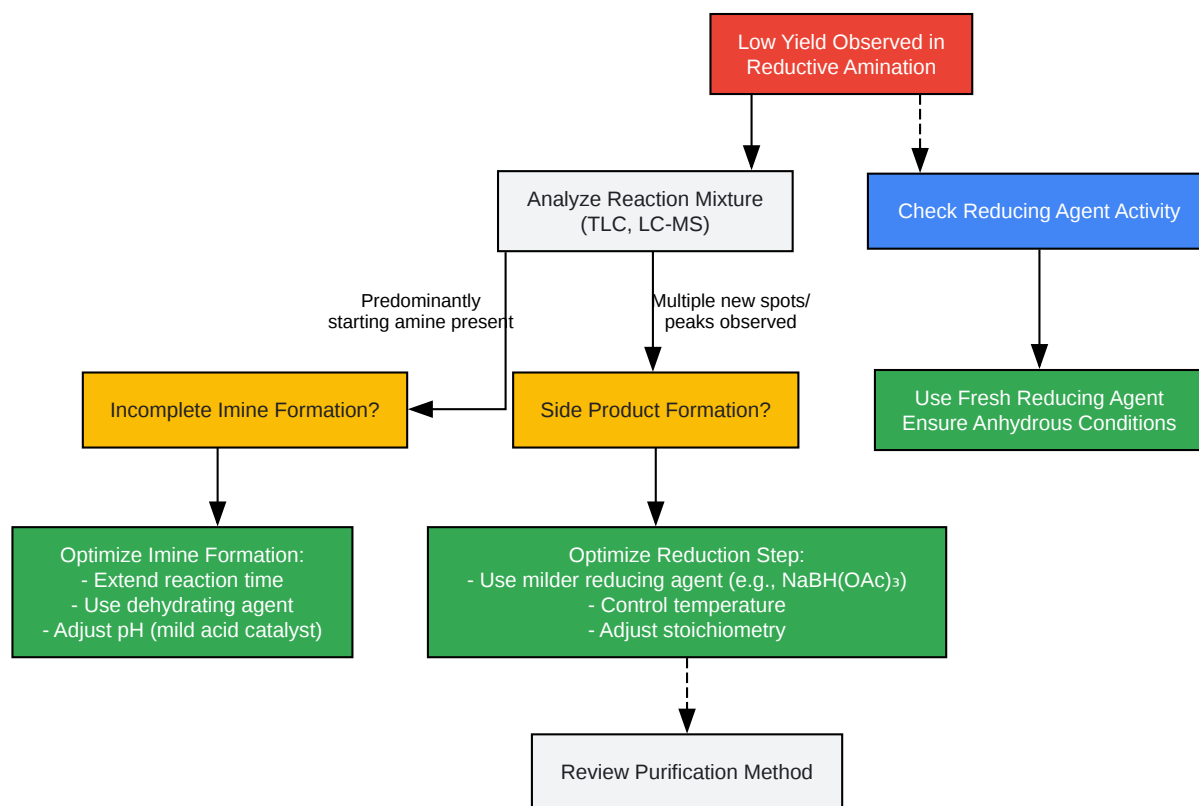 Low Yield Observed in
Reductive Amination
Analyze Reaction Mixture
(TLC, LC-MS)
Check Reducing Agent Activity
Predominantly
starting amine present
Multiple new spots/
peaks observed
Incomplete Imine Formation?
Side Product Formation?
Use Fresh Reducing Agent
Ensure Anhydrous Conditions
Optimize Imine Formation:
- Extend reaction time
- Use dehydrating agent
- Adjust pH (mild acid catalyst)
Optimize Reduction Step:
- Use milder reducing agent (e.g., NaBH(OAc)₃)
- Control temperature
- Adjust stoichiometry
Review Purification Method